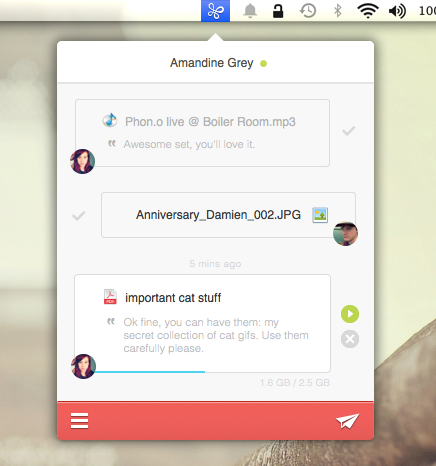 100
Amandine Grey
Phon.o live @ Boiler Room.mp3
“ Awesome set, you'll love it.
Anniversary_Damien_002.JPG
5 mins ago
PDF
important cat stuff
“ Ok fine, you can have them: my
secret collection of cat gifs. Use them
carefully please.
1.6 GB / 2.5 GB